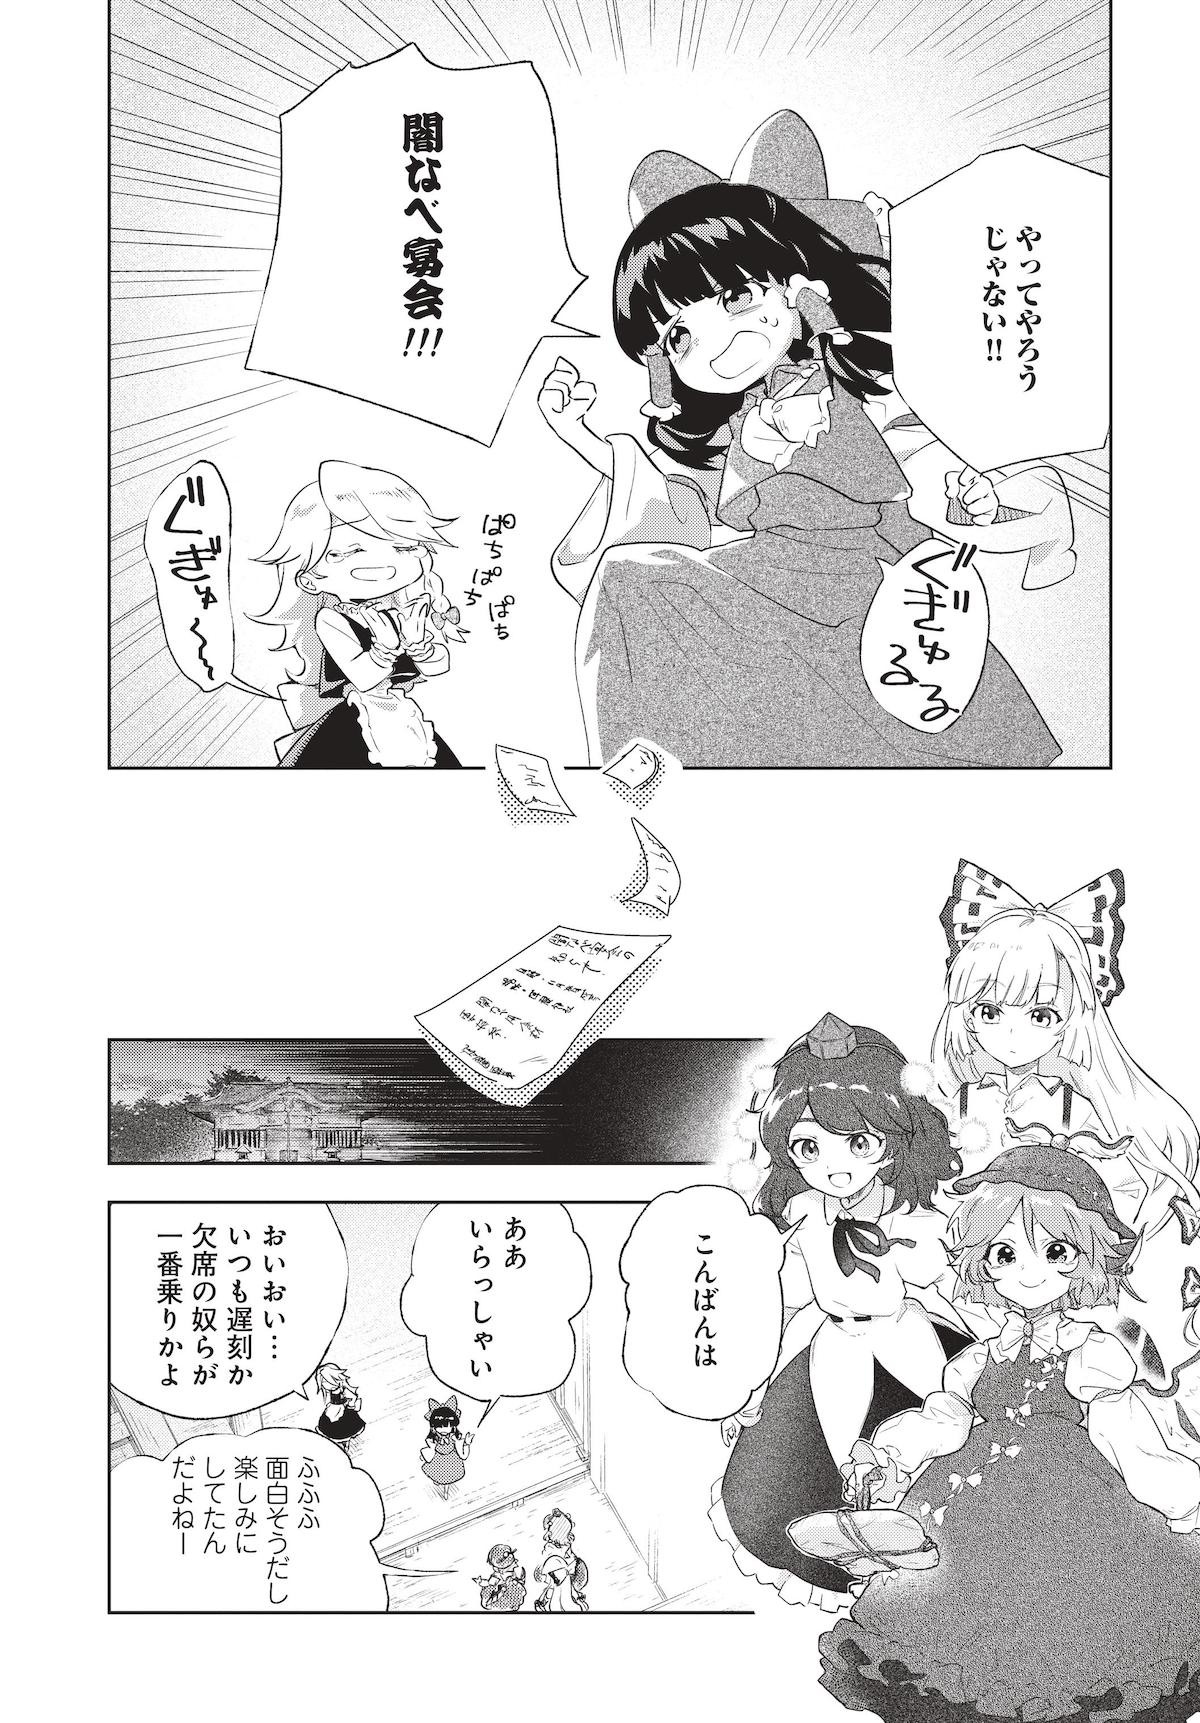 やってやろう
じゃない!!
闇なべ宴会!!!
ぐぎゅるるる
ぱちぱちぱち
ぐぎゅ〜〜
こんばんは
ああ
いらっしゃい
おいおい…
いつも遅刻か
欠席の奴らが
一番乗りかよ
ふふふ
面白そうだし
楽しみに
してたん
だよねー